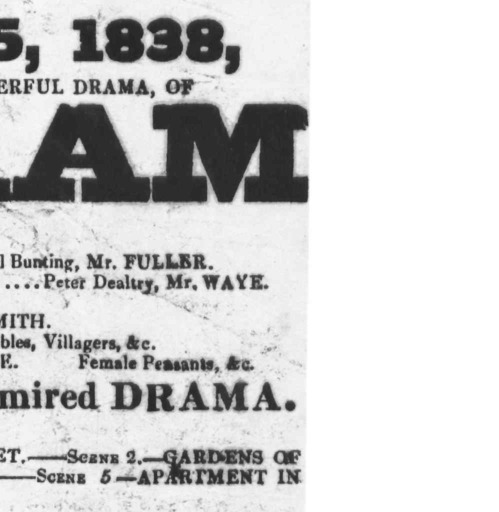 5, 1838,
ERFUL DRAMA, OF
AM
l Bunting, Mr. FULLER.
....Peter Dealtry, Mr. WAYE.
MITH.
bles, Villagers, &c.
E. Female Peasants, &c.
mired DRAMA.
ET.——SCENE 2.—GARDENS OF
——SCENE 5—APARTMENT IN